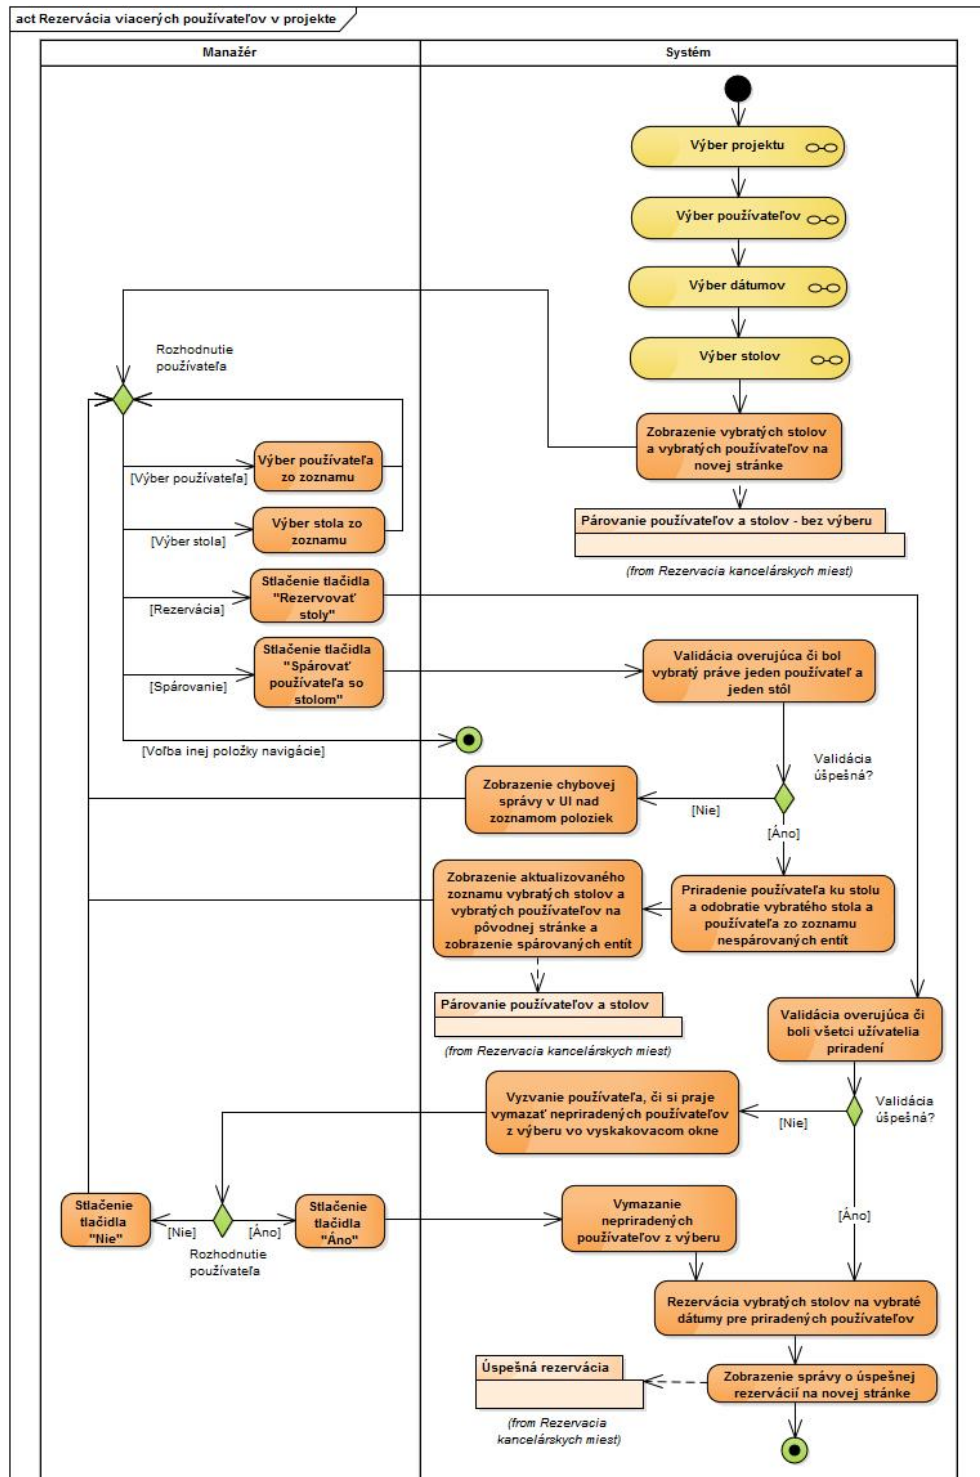 act Rezervácia viacerých používateľov v projekte
Manažér
Systém
Výber projektu
Výber používateľov
Výber dátumov
Výber stolov
Rozhodnutie
používateľa
Zobrazenie vybratých stolov
a vybratých používateľov na
novej stránke
Výber používateľa
zo zoznamu
[Výber používateľa]
Výber stola zo
zoznamu
[Výber stola]
Párovanie používateľov a stolov - bez výberu
(from Rezervacia kancelárskych miest)
Stlačenie tlačidla
"Rezervovať
stoly"
[Rezervácia]
Stlačenie tlačidla
"Spárovať
používateľa so
stolom"
[Spárovanie]
Validácia overujúca či bol
vybratý práve jeden používateľ a
jeden stôl
[Voľba inej položky navigácie]
Validácia
úšpešná?
Zobrazenie chybovej
správy v UI nad
zoznamom poloziek
[Nie]
[Áno]
Zobrazenie aktualizovaného
zoznamu vybratých stolov a
vybratých používateľov na
pôvodnej stránke a
zobrazenie spárovaných entít
Priradenie používateľa ku stolu
a odobratie vybratého stola a
používateľa zo zoznamu
nespárovaných entít
Párovanie používateľov a stolov
(from Rezervacia kancelárskych miest)
Validácia overujúca či
boli všetci užívatelia
priradení
Vyzvanie používateľa, či si praje
vymazať nepriradených používateľov
z výberu vo vyskakovacom okne
[Nie]
Validácia
úšpešná?
Stlačenie
tlačidla
"Nie"
[Nie]
[Áno]
Stlačenie
tlačidla
"Áno"
Rozhodnutie
používateľa
Vymazanie
nepriradených
používateľov z výberu
[Áno]
Rezervácia vybratých stolov na vybraté
dátumy pre priradených používateľov
Úspešná rezervácia
(from Rezervacia
kancelárskych miest)
Zobrazenie správy o úspešnej
rezervácií na novej stránke